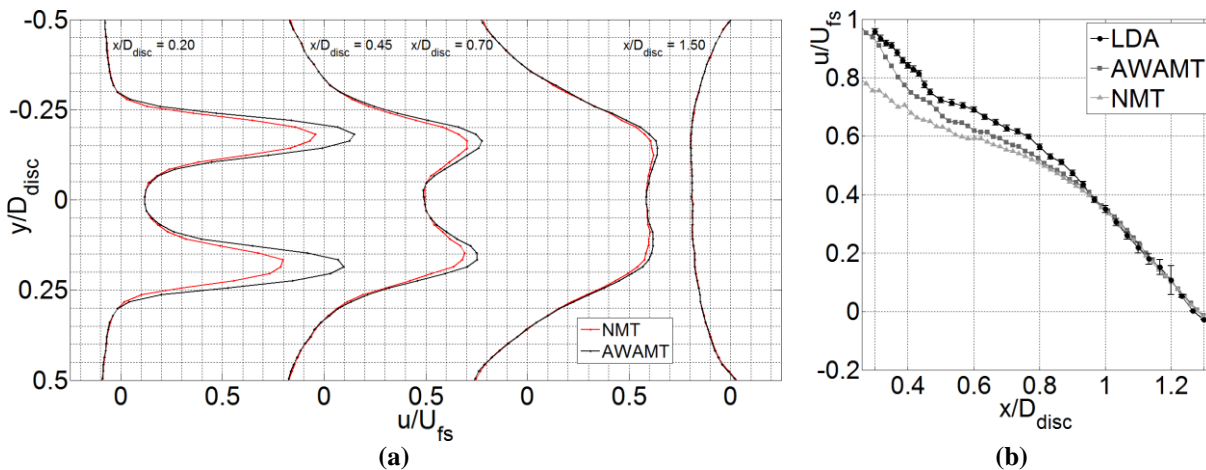 -0.5
-0.25
0
0.25
0.5
y/D_disc
x/D_disc = 0.20
x/D_disc = 0.45
x/D_disc = 0.70
x/D_disc = 1.50
NMT
AWAMT
0 0.5 0 0.5 0 0.5 0
u/U_fs
(a)
1
0.8
0.6
0.4
0.2
0
-0.2
u/U_fs
LDA
AWAMT
NMT
0.4 0.6 0.8 1 1.2
x/D_disc
(b)